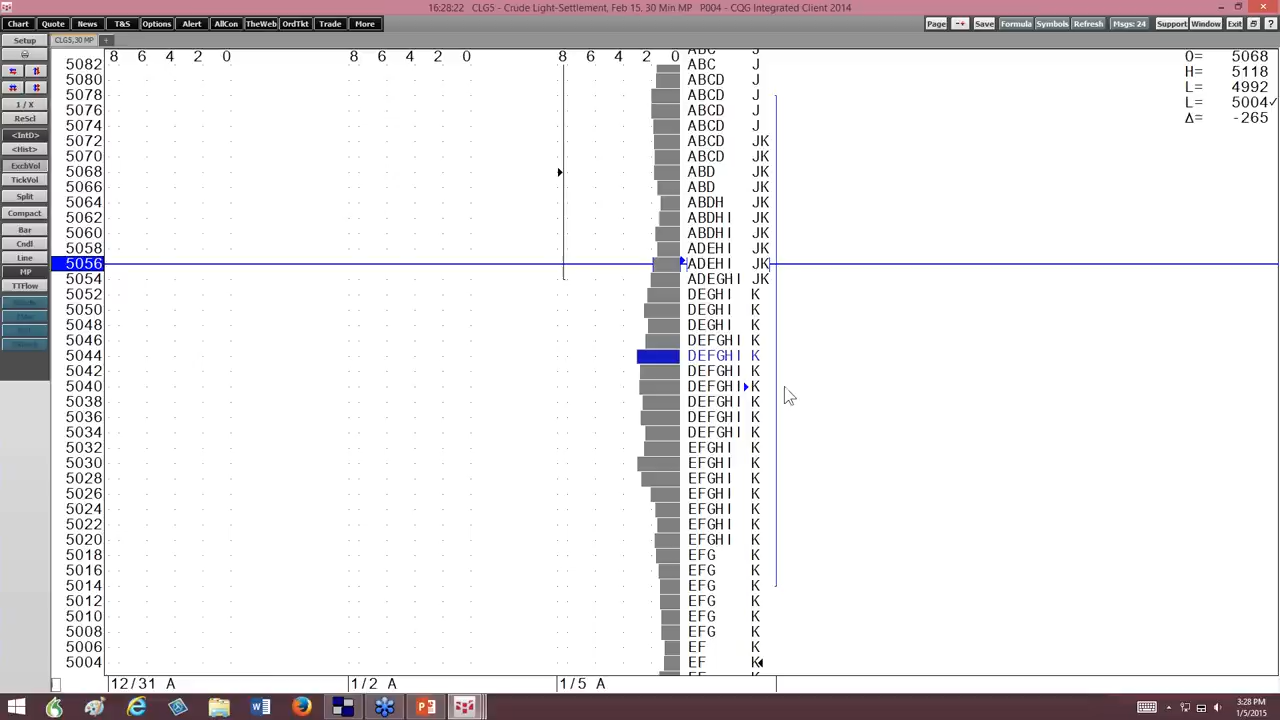 16:28:22 CLG5 - Crude Light-Settlement, Feb 15, 30 Min MP P004 - CQG Integrated Client 2014
Chart Quote News T&S Options Alert AllCon TheWeb OrdTkt Trade More Page Save Formula Symbols Refresh Msgs: 24 Support Window Exit ?
Setup CLG5,30 MP +
1 / X
ReScl
<IntD>
<Hist>
ExchVol
TickVol
Split
Compact
Bar
Cndl
Line
MP
TTFlow
8 6 4 2 0 8 6 4 2 0 8 6 4 2 0
ABC J
5082 ABC J
5080 ABCD J
5078 ABCD J
5076 ABCD J
5074 ABCD J
5072 ABCD JK
5070 ABCD JK
5068 ABD JK
5066 ABD JK
5064 ABDH JK
5062 ABDHI JK
5060 ABDHI JK
5058 ADEHI JK
5056 ADEHI JK
5054 ADEGHI JK
5052 DEGHI K
5050 DEGHI K
5048 DEGHI K
5046 DEFGHI K
5044 DEFGHI K
5042 DEFGHI K
5040 DEFGHI K
5038 DEFGHI K
5036 DEFGHI K
5034 DEFGHI K
5032 EFGHI K
5030 EFGHI K
5028 EFGHI K
5026 EFGHI K
5024 EFGHI K
5022 EFGHI K
5020 EFGHI K
5018 EFG K
5016 EFG K
5014 EFG K
5012 EFG K
5010 EFG K
5008 EFG K
5006 EF K
5004 EF K
O= 5068
H= 5118
L= 4992
L= 5004✓
Δ= -265
12/31 A 1/2 A 1/5 A
3:28 PM
1/5/2015